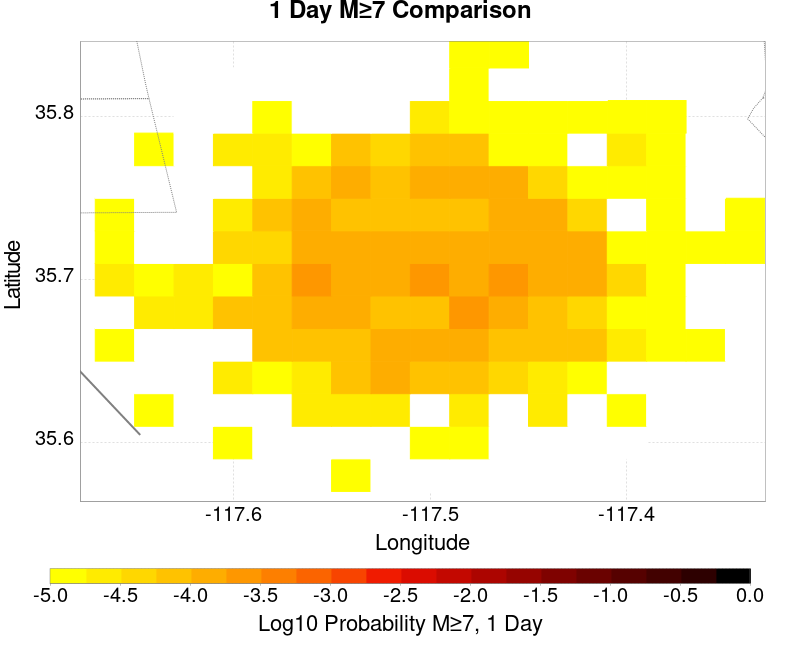 1 Day M≥7 Comparison
35.8
35.7
35.6
Latitude
-117.6 -117.5 -117.4
Longitude
-5.0 -4.5 -4.0 -3.5 -3.0 -2.5 -2.0 -1.5 -1.0 -0.5 0.0
Log10 Probability M≥7, 1 Day